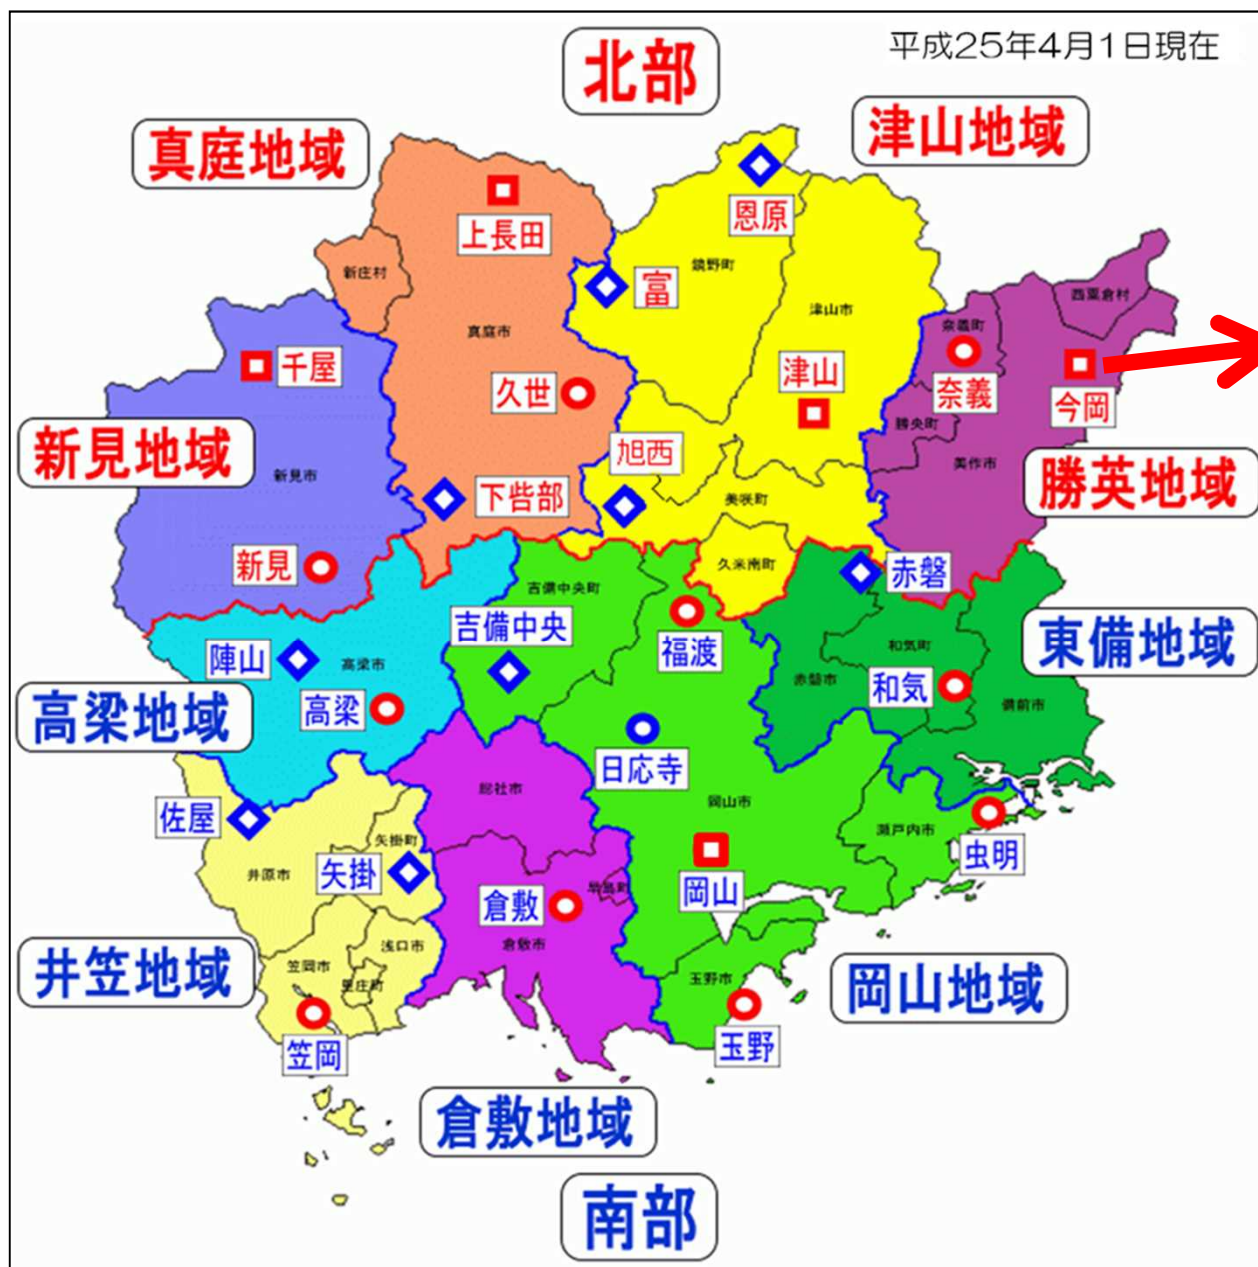 平成25年4月1日現在
北部
津山地域
真庭地域
恩原
上長田
鏡野町
新庄村
富
西粟倉村
津山市
真庭市
奈義町
千屋
津山
久世
奈義
今岡
勝央町
新見地域
旭西
美作市
勝英地域
新見市
下呰部
美咲町
新見
久米南町
赤磐
吉備中央町
吉備中央
福渡
東備地域
陣山
高梁市
和気町
赤磐市
和気
高梁地域
高梁
備前市
日応寺
総社市
岡山市
佐屋
瀬戸内市
矢掛町
虫明
井原市
矢掛
早島町
岡山
倉敷
倉敷市
浅口市
井笠地域
笠岡市
玉野市
岡山地域
里庄町
玉野
笠岡
倉敷地域
南部